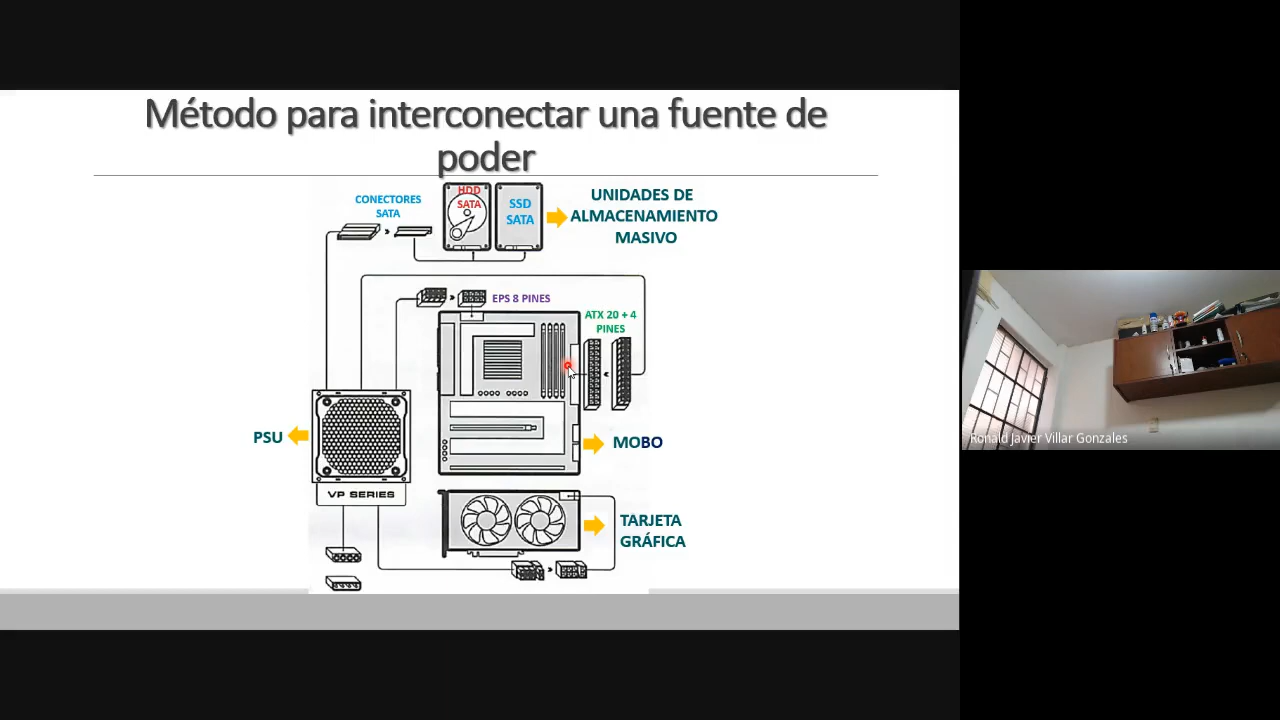 Método para interconectar una fuente de
poder
CONECTORES
SATA
HDD
SATA
SSD
SATA
UNIDADES DE
ALMACENAMIENTO
MASIVO
EPS 8 PINES
ATX 20 + 4
PINES
PSU
MOBO
VP SERIES
TARJETA
GRÁFICA
Ronald Javier Villar Gonzales